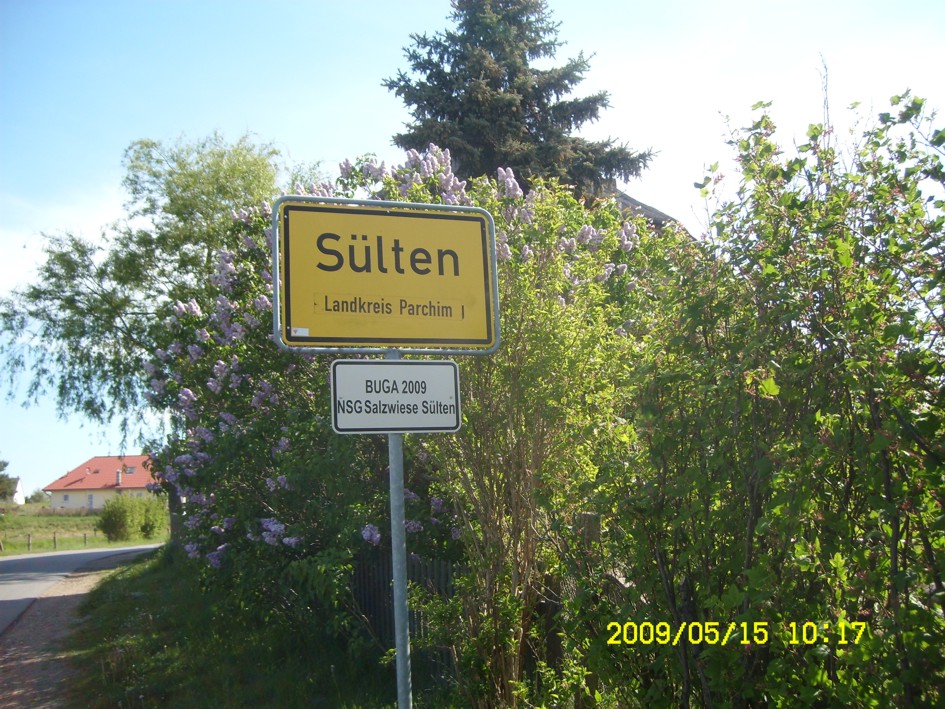 Sülten
Landkreis Parchim
BUGA 2009
NSG Salzwiese Sülten
2009/05/15 10:17